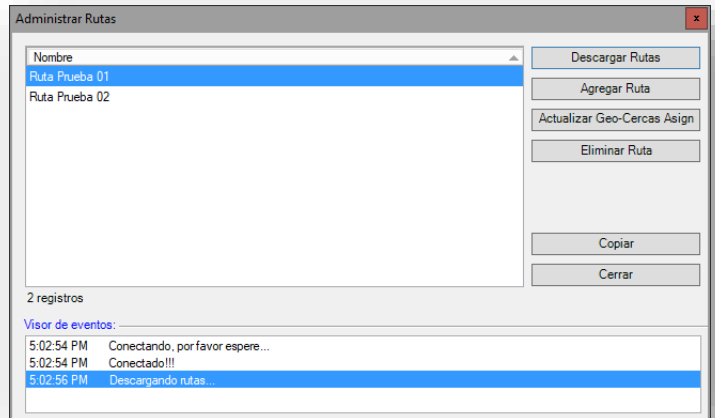 Administrar Rutas
x
Nombre
Ruta Prueba 01
Ruta Prueba 02
Descargar Rutas
Agregar Ruta
Actualizar Geo-Cercas Asign
Eliminar Ruta
Copiar
Cerrar
2 registros
Visor de eventos:
5:02:54 PM Conectando, por favor espere...
5:02:54 PM Conectado!!!
5:02:56 PM Descargando rutas...